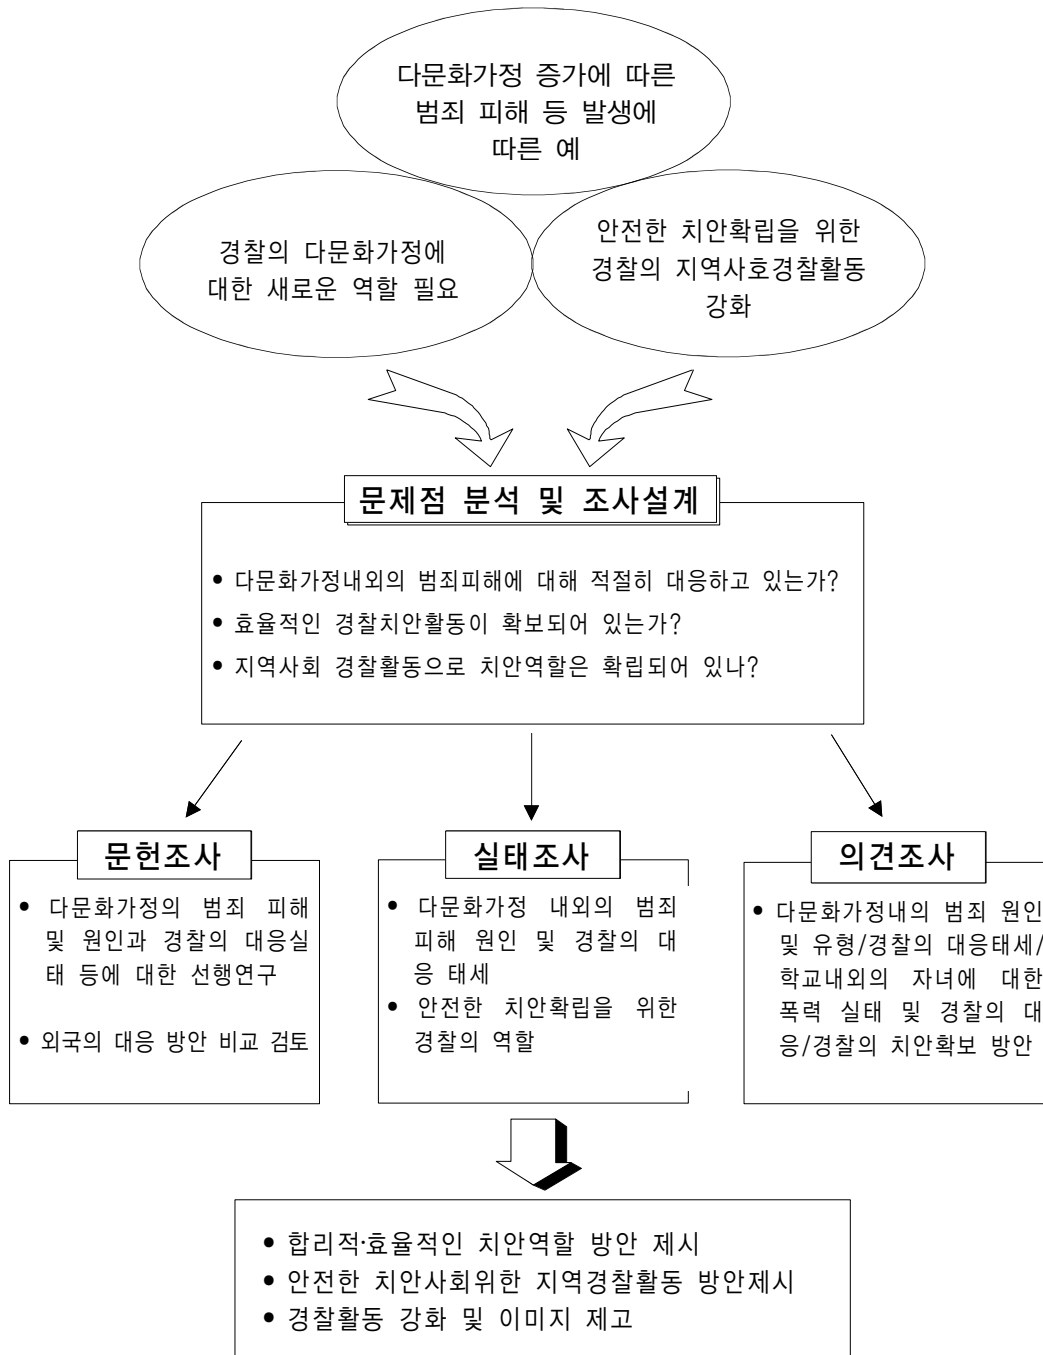 다문화가정 증가에 따른
범죄 피해 등 발생에
따른 예
경찰의 다문화가정에
대한 새로운 역할 필요
안전한 치안확립을 위한
경찰의 지역사호경찰활동
강화
문제점 분석 및 조사설계
• 다문화가정내외의 범죄피해에 대해 적절히 대응하고 있는가?
• 효율적인 경찰치안활동이 확보되어 있는가?
• 지역사회 경찰활동으로 치안역할은 확립되어 있나?
문헌조사
• 다문화가정의 범죄 피해
및 원인과 경찰의 대응실
태 등에 대한 선행연구
• 외국의 대응 방안 비교 검토
실태조사
• 다문화가정 내외의 범죄
피해 원인 및 경찰의 대
응 태세
• 안전한 치안확립을 위한
경찰의 역할
의견조사
• 다문화가정내의 범죄 원인
및 유형/경찰의 대응태세/
학교내외의 자녀에 대한
폭력 실태 및 경찰의 대
응/경찰의 치안확보 방안
• 합리적·효율적인 치안역할 방안 제시
• 안전한 치안사회위한 지역경찰활동 방안제시
• 경찰활동 강화 및 이미지 제고